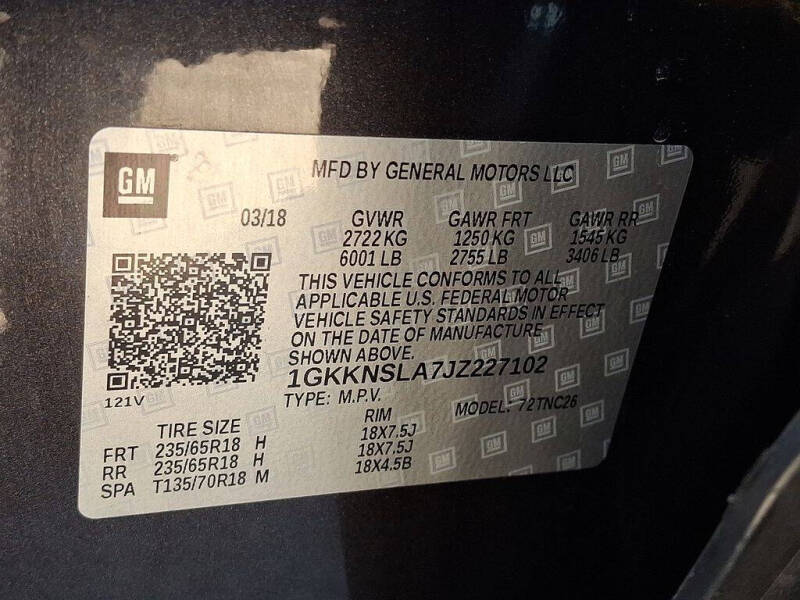 GM
MFD BY GENERAL MOTORS LLC
03/18 GVWR GAWR FRT GAWR RR
2722 KG 1250 KG 1545 KG
6001 LB 2755 LB 3406 LB
THIS VEHICLE CONFORMS TO ALL
APPLICABLE U.S. FEDERAL MOTOR
VEHICLE SAFETY STANDARDS IN EFFECT
ON THE DATE OF MANUFACTURE
SHOWN ABOVE.
1GKKNSLA7JZ227102
121V
TYPE: M.P.V. MODEL: 72TNC26
TIRE SIZE RIM
FRT 235/65R18 H 18X7.5J
RR 235/65R18 H 18X7.5J
SPA T135/70R18 M 18X4.5B